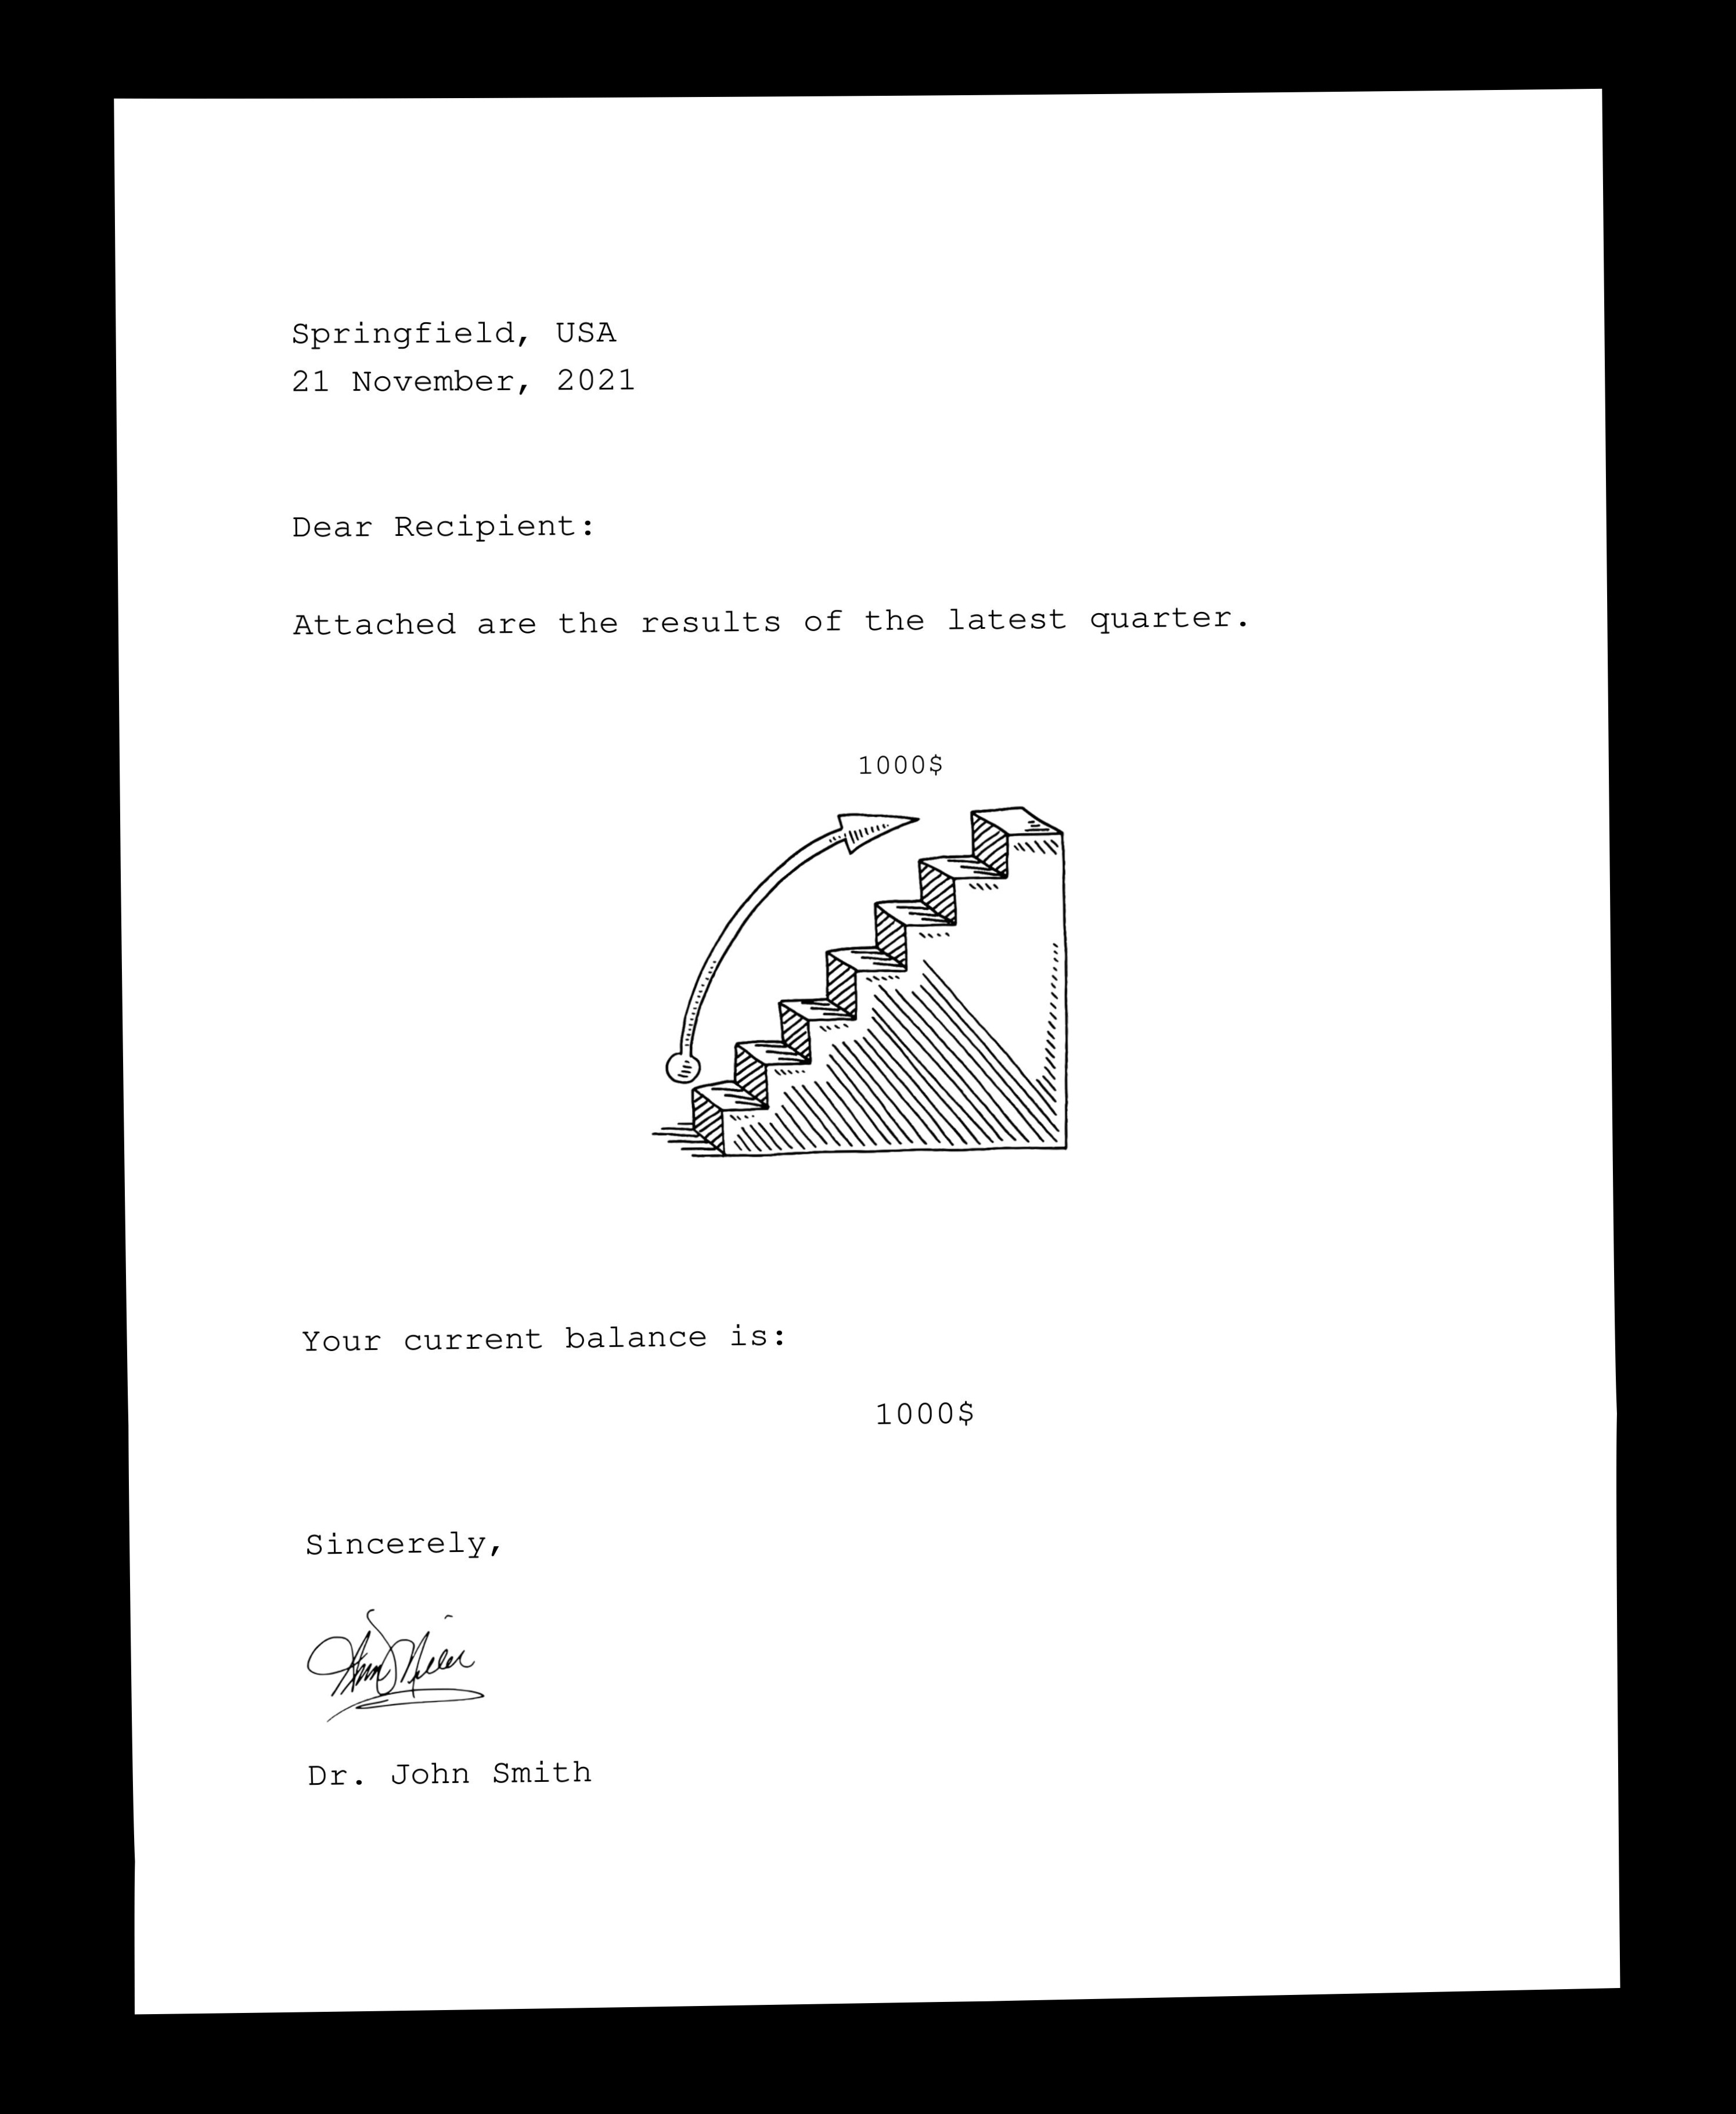 Springfield, USA
21 November, 2021
Dear Recipient:
Attached are the results of the latest quarter.
1000$
Your current balance is:
1000$
Sincerely,
Dr. John Smith